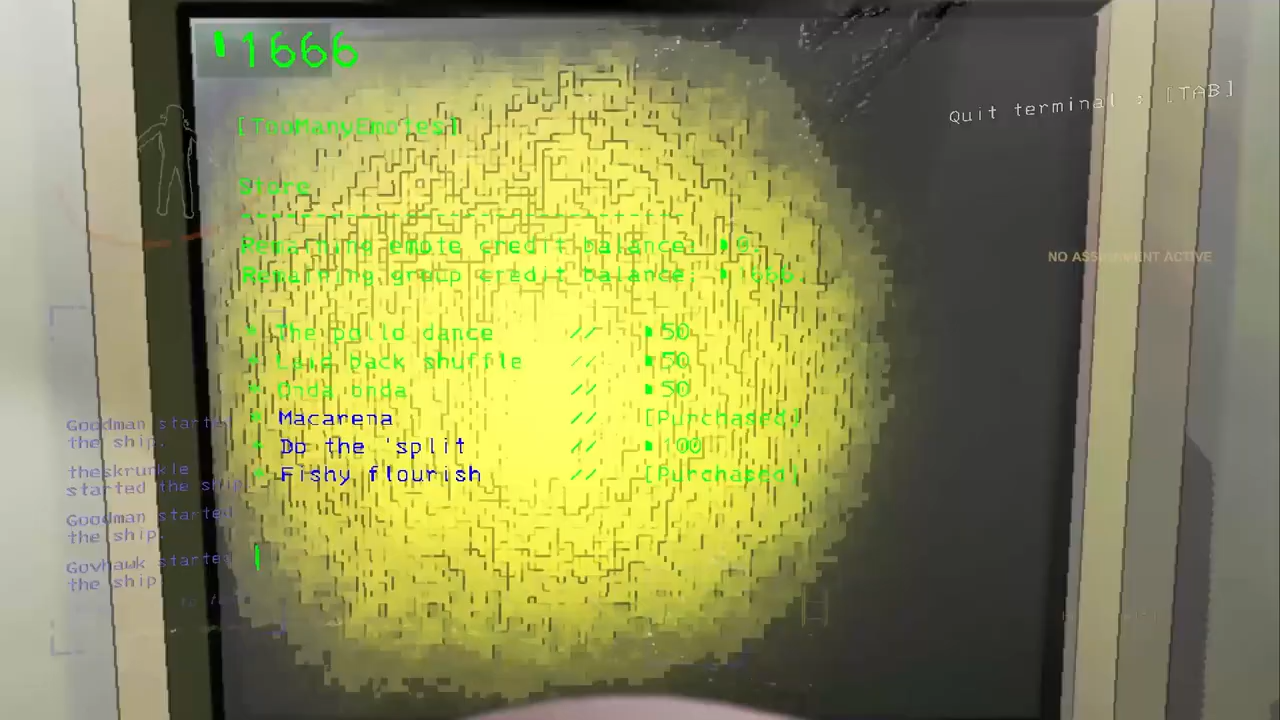 1666
Quit terminal : [TAB]
[TooManyEmotes]
Store
------------------------------
Remaining emote credit balance: 0.
Remaining group credit balance: 1666.
NO ASSIGNMENT ACTIVE
* The pollo dance // 50
* Laid back shuffle // 50
* Onda onda // 50
* Macarena // [Purchased]
* Do the 'split // 100
* Fishy flourish // [Purchased]
Goodman started
the ship.
theskrunkle
started the ship
Goodman started
the ship.
Govhawk started
the ship